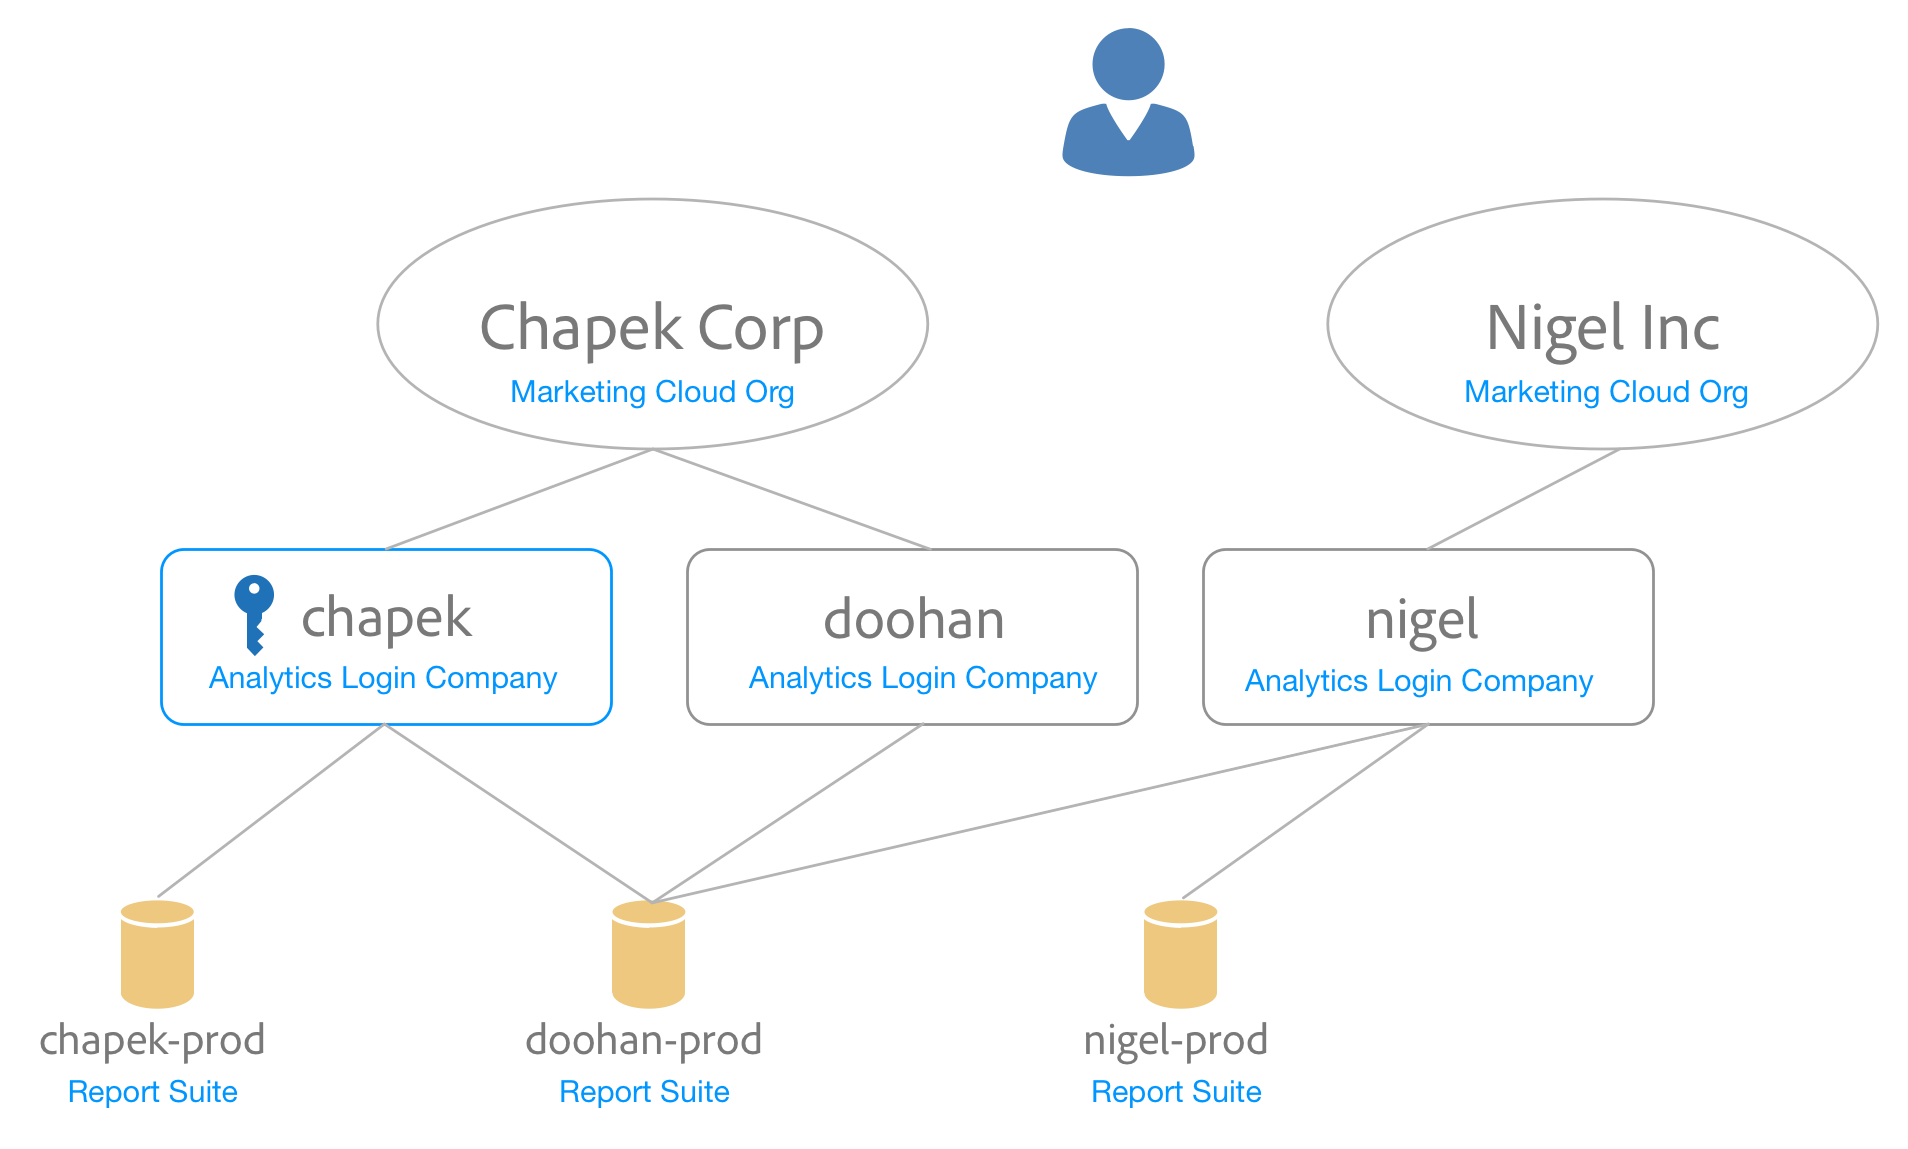 Chapek Corp
Marketing Cloud Org
Nigel Inc
Marketing Cloud Org
chapek
Analytics Login Company
doohan
Analytics Login Company
nigel
Analytics Login Company
chapek-prod
Report Suite
doohan-prod
Report Suite
nigel-prod
Report Suite